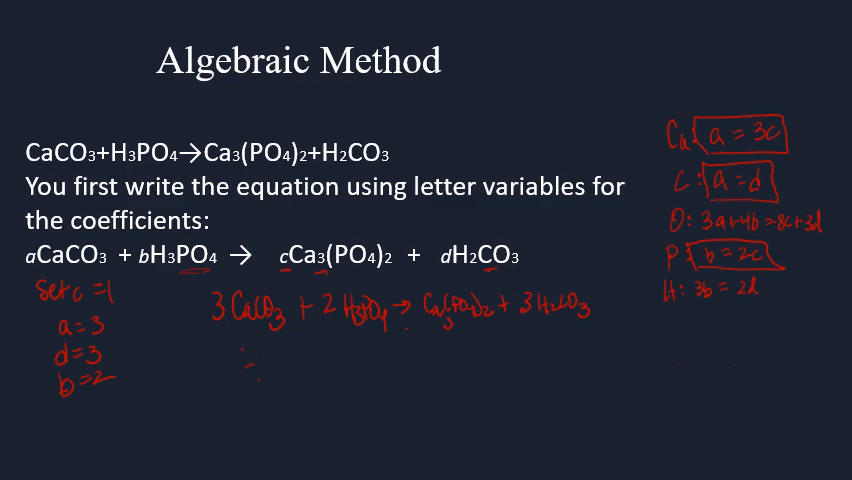 Algebraic Method
CaCO3+H3PO4→Ca3(PO4)2+H2CO3
You first write the equation using letter variables for
the coefficients:
aCaCO3 + bH3PO4 → cCa3(PO4)2 + dH2CO3
Ca: a = 3c
C: a = d
O: 3a+4b=8c+3d
P: b = 2c
H: 3b = 2d
Set c = 1
a = 3
d = 3
b = 2
3 CaCO3 + 2 H3PO4 → Ca3(PO4)2 + 3 H2CO3